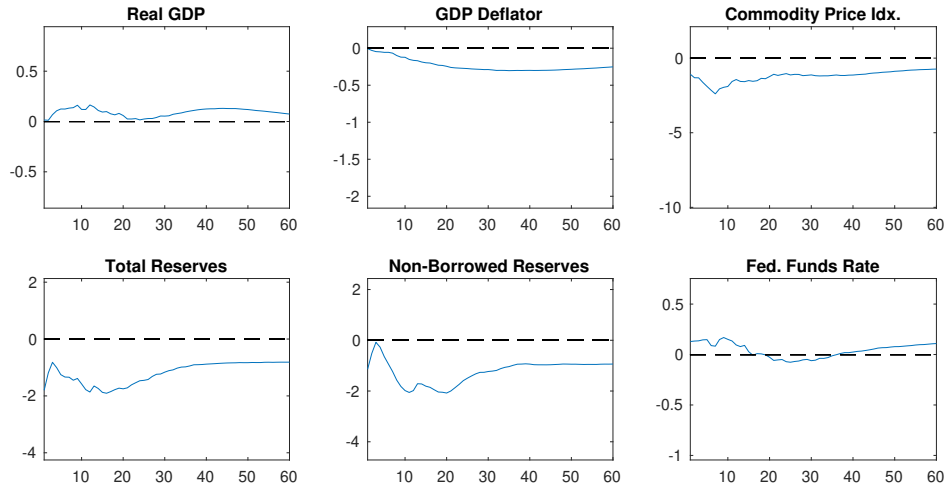 Real GDP
0.5
0
-0.5
10 20 30 40 50 60
GDP Deflator
0
-0.5
-1
-1.5
-2
10 20 30 40 50 60
Commodity Price Idx.
0
-5
-10
10 20 30 40 50 60
Total Reserves
2
0
-2
-4
10 20 30 40 50 60
Non-Borrowed Reserves
2
0
-2
-4
10 20 30 40 50 60
Fed. Funds Rate
0.5
0
-0.5
-1
10 20 30 40 50 60